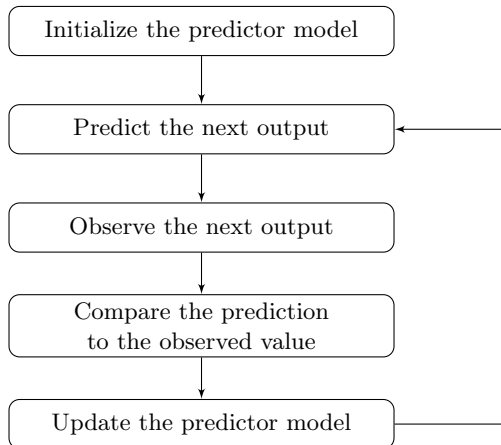 Initialize the predictor model
Predict the next output
Observe the next output
Compare the prediction
to the observed value
Update the predictor model